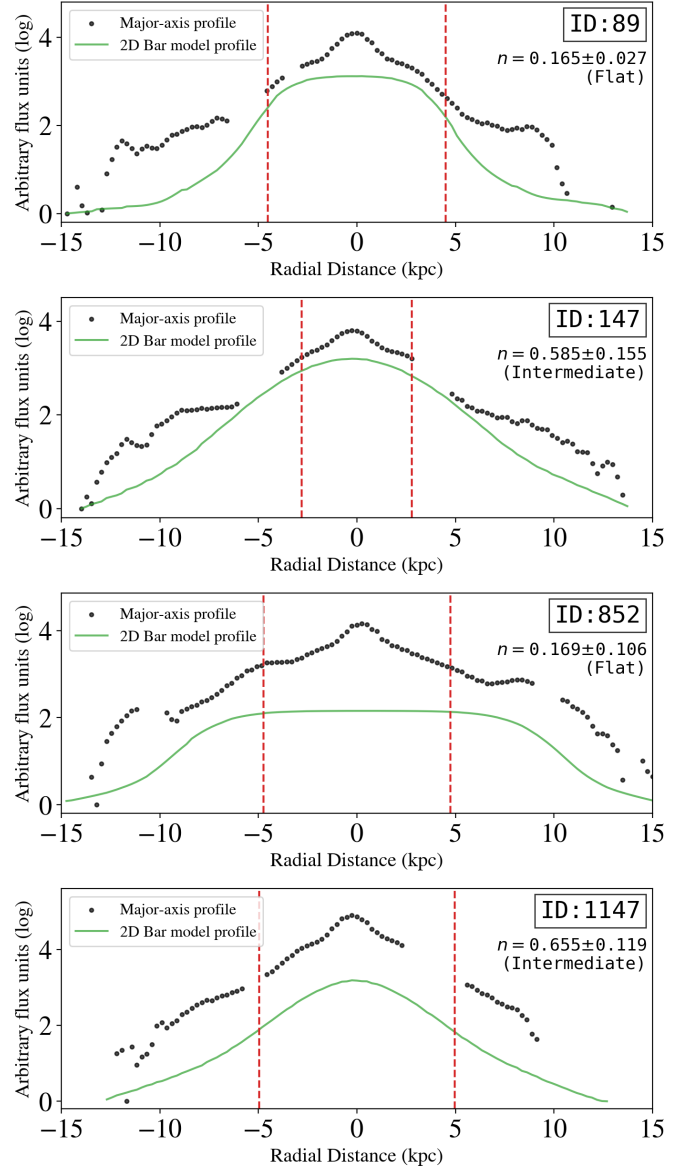 Major-axis profile
2D Bar model profile
ID:89
n = 0.165±0.027
(Flat)
Arbitrary flux units (log)
4
2
0
−15 −10 −5 0 5 10 15
Radial Distance (kpc)
Major-axis profile
2D Bar model profile
ID:147
n = 0.585±0.155
(Intermediate)
Arbitrary flux units (log)
4
2
0
−15 −10 −5 0 5 10 15
Radial Distance (kpc)
Major-axis profile
2D Bar model profile
ID:852
n = 0.169±0.106
(Flat)
Arbitrary flux units (log)
4
2
0
−15 −10 −5 0 5 10 15
Radial Distance (kpc)
Major-axis profile
2D Bar model profile
ID:1147
n = 0.655±0.119
(Intermediate)
Arbitrary flux units (log)
4
2
0
−15 −10 −5 0 5 10 15
Radial Distance (kpc)